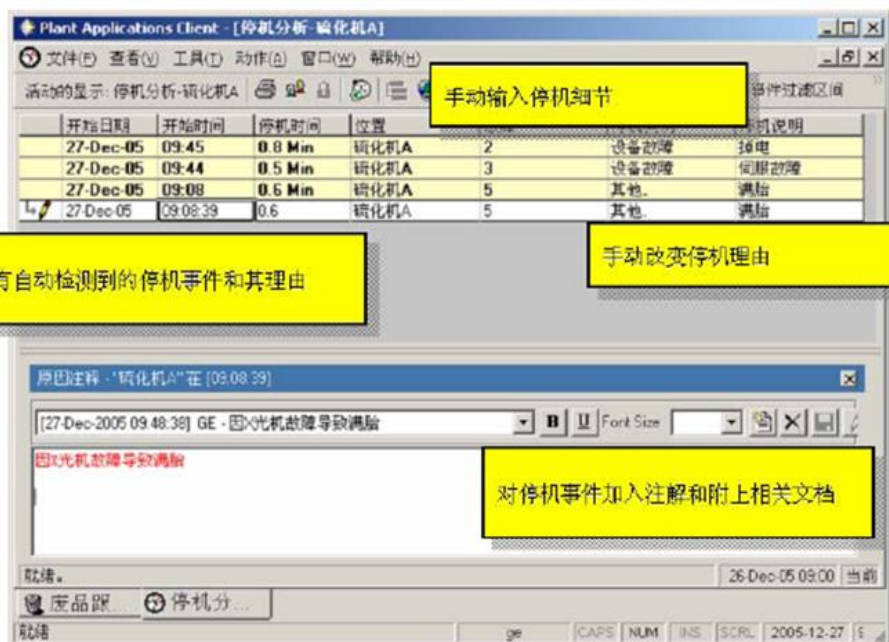 Plant Applications Client - [停机分析-硫化机A]
文件(F) 查看(V) 工具(T) 动作(A) 窗口(W) 帮助(H)
活动的显示: 停机分析-硫化机A
事件过滤区间
手动输入停机细节
开始日期 开始时间 停机时间 位置 停机说明
27-Dec-05 09:45 0.8 Min 硫化机A 2 设备故障 掉电
27-Dec-05 09:44 0.5 Min 硫化机A 3 设备故障 伺服故障
27-Dec-05 09:08 0.6 Min 硫化机A 5 其他. 满胎
27-Dec-05 09:08:39 0.6 硫化机A 5 其他. 满胎
手动改变停机理由
有自动检测到的停机事件和其理由
原因注释 - "硫化机A" 在 [09:08:39]
[27-Dec-2005 09:48:38] GE - 因X光机故障导致满胎
B U Font Size
因X光机故障导致满胎
对停机事件加入注解和附上相关文档
就绪。 26-Dec-05 09:00 当前
废品跟... 停机分...
就绪 ge CAPS NUM INS SCRL 2005-12-27